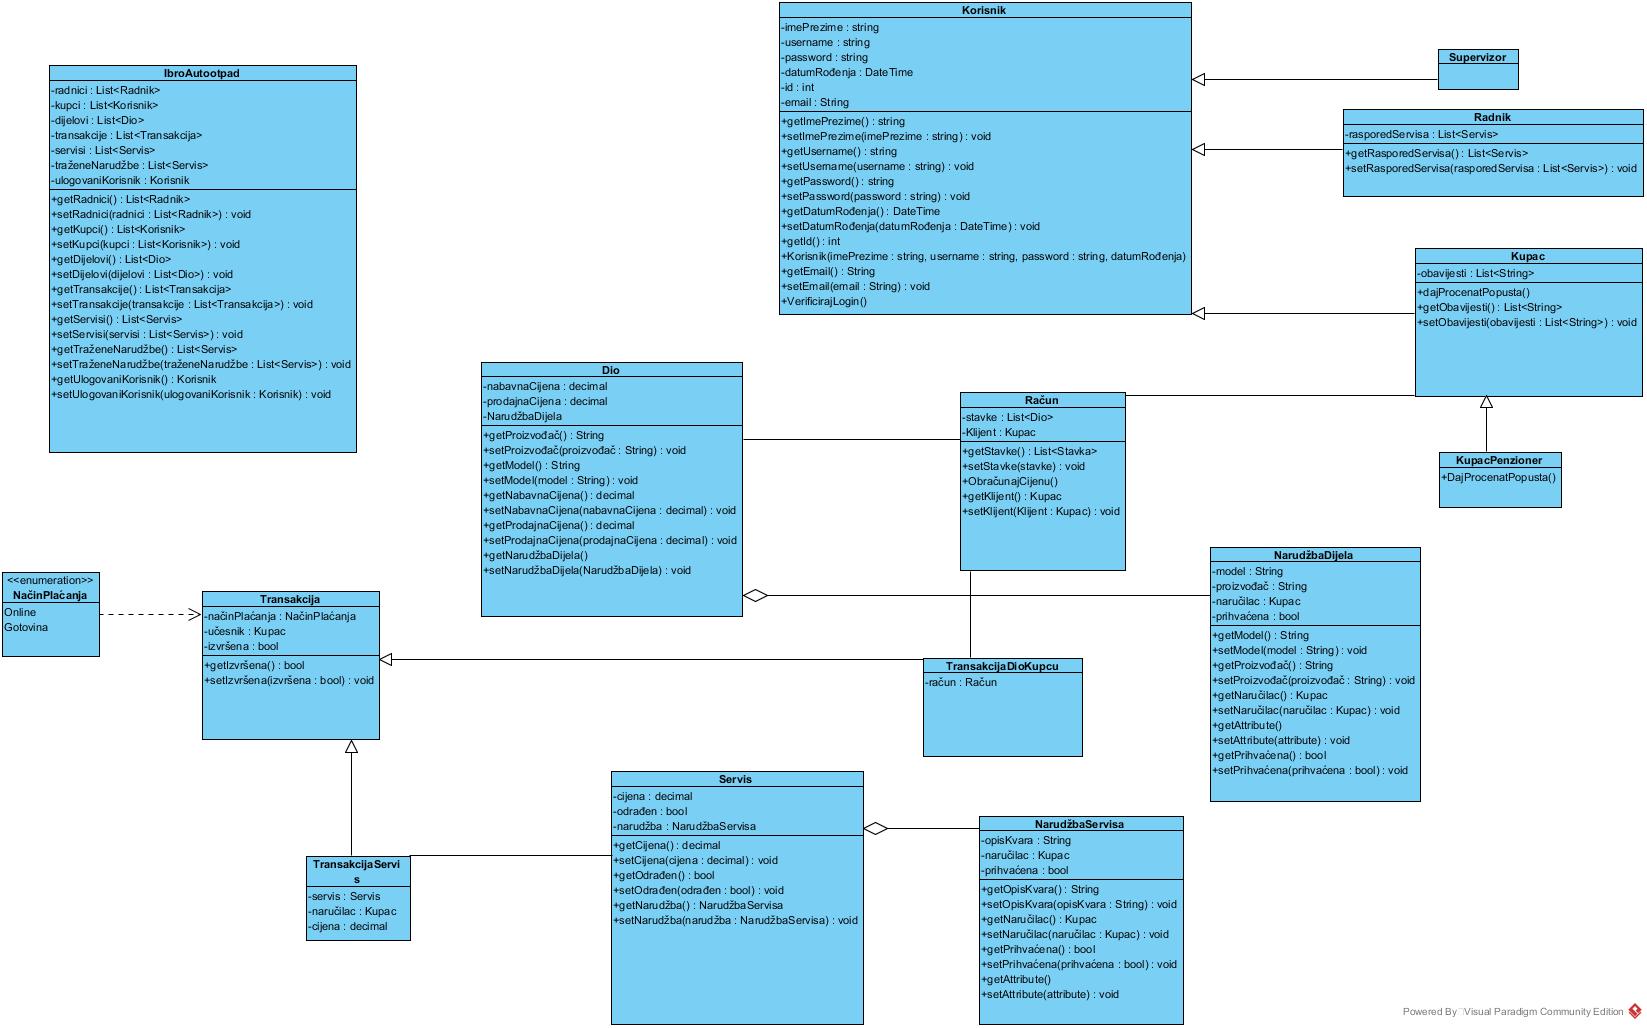 Korisnik
-imePrezime : string
-username : string
-password : string
-datumRođenja : DateTime
-id : int
-email : String
+getImePrezime() : string
+setImePrezime(imePrezime : string) : void
+getUsername() : string
+setUsername(username : string) : void
+getPassword() : string
+setPassword(password : string) : void
+getDatumRođenja() : DateTime
+setDatumRođenja(datumRođenja : DateTime) : void
+getId() : int
+Korisnik(imePrezime : string, username : string, password : string, datumRođenja)
+getEmail() : String
+setEmail(email : String) : void
+VerificirajLogin()
Supervizor
IbroAutootpad
-radnici : List<Radnik>
-kupci : List<Korisnik>
-dijelovi : List<Dio>
-transakcije : List<Transakcija>
-servisi : List<Servis>
-traženeNarudžbe : List<Servis>
-ulogovaniKorisnik : Korisnik
+getRadnici() : List<Radnik>
+setRadnici(radnici : List<Radnik>) : void
+getKupci() : List<Korisnik>
+setKupci(kupci : List<Korisnik>) : void
+getDijelovi() : List<Dio>
+setDijelovi(dijelovi : List<Dio>) : void
+getTransakcije() : List<Transakcija>
+setTransakcije(transakcije : List<Transakcija>) : void
+getServisi() : List<Servis>
+setServisi(servisi : List<Servis>) : void
+getTraženeNarudžbe() : List<Servis>
+setTraženeNarudžbe(traženeNarudžbe : List<Servis>) : void
+getUlogovaniKorisnik() : Korisnik
+setUlogovaniKorisnik(ulogovaniKorisnik : Korisnik) : void
Radnik
-rasporedServisa : List<Servis>
+getRasporedServisa() : List<Servis>
+setRasporedServisa(rasporedServisa : List<Servis>) : void
Kupac
-obavijesti : List<String>
+dajProcenatPopusta()
+getObavijesti() : List<String>
+setObavijesti(obavijesti : List<String>) : void
Dio
-nabavnaCijena : decimal
-prodajnaCijena : decimal
-NarudžbaDijela
+getProizvođač() : String
+setProizvođač(proizvođač : String) : void
+getModel() : String
+setModel(model : String) : void
+getNabavnaCijena() : decimal
+setNabavnaCijena(nabavnaCijena : decimal) : void
+getProdajnaCijena() : decimal
+setProdajnaCijena(prodajnaCijena : decimal) : void
+getNarudžbaDijela()
+setNarudžbaDijela(NarudžbaDijela) : void
Račun
-stavke : List<Dio>
-Klijent : Kupac
+getStavke() : List<Stavka>
+setStavke(stavke) : void
+ObračunajCijenu()
+getKlijent() : Kupac
+setKlijent(Klijent : Kupac) : void
KupacPenzioner
+DajProcenatPopusta()
NarudžbaDijela
-model : String
-proizvođač : String
-naručilac : Kupac
-prihvaćena : bool
+getModel() : String
+setModel(model : String) : void
+getProizvođač() : String
+setProizvođač(proizvođač : String) : void
+getNaručilac() : Kupac
+setNaručilac(naručilac : Kupac) : void
+getAttribute()
+setAttribute(attribute) : void
+getPrihvaćena() : bool
+setPrihvaćena(prihvaćena : bool) : void
<<enumeration>>
NačinPlaćanja
Online
Gotovina
Transakcija
-načinPlaćanja : NačinPlaćanja
-učesnik : Kupac
-izvršena : bool
+getIzvršena() : bool
+setIzvršena(izvršena : bool) : void
TransakcijaDioKupcu
-račun : Račun
Servis
-cijena : decimal
-odrađen : bool
-narudžba : NarudžbaServisa
+getCijena() : decimal
+setCijena(cijena : decimal) : void
+getOdrađen() : bool
+setOdrađen(odrađen : bool) : void
+getNarudžba() : NarudžbaServisa
+setNarudžba(narudžba : NarudžbaServisa) : void
NarudžbaServisa
-opisKvara : String
-naručilac : Kupac
-prihvaćena : bool
+getOpisKvara() : String
+setOpisKvara(opisKvara : String) : void
+getNaručilac() : Kupac
+setNaručilac(naručilac : Kupac) : void
+getPrihvaćena() : bool
+setPrihvaćena(prihvaćena : bool) : void
+getAttribute()
+setAttribute(attribute) : void
TransakcijaServi
s
-servis : Servis
-naručilac : Kupac
-cijena : decimal
Powered By Visual Paradigm Community Edition